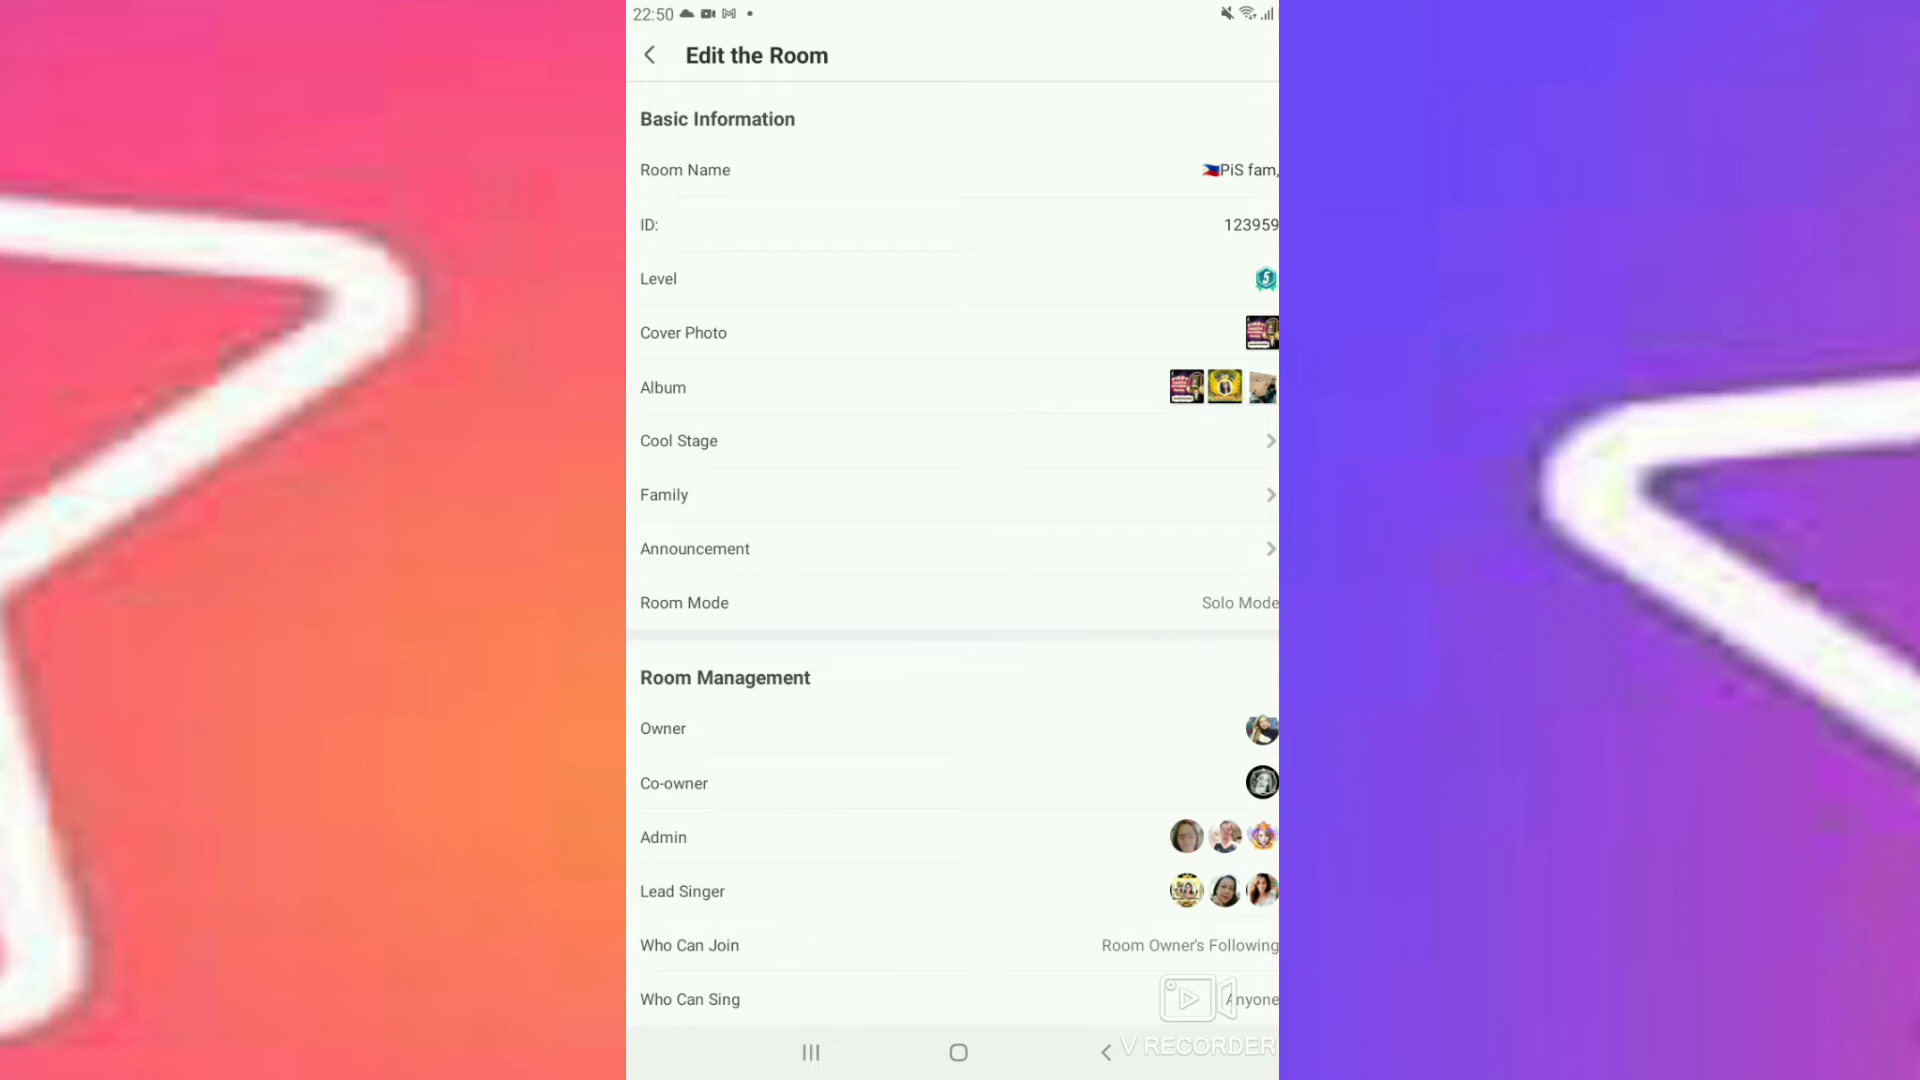 22:50
Edit the Room
Basic Information
Room Name 🇵🇭PiS fam,
ID: 123959
Level 5
Cover Photo
Album
Cool Stage
Family
Announcement
Room Mode Solo Mode
Room Management
Owner
Co-owner
Admin
Lead Singer
Who Can Join Room Owner's Following
Who Can Sing Anyone
V RECORDER